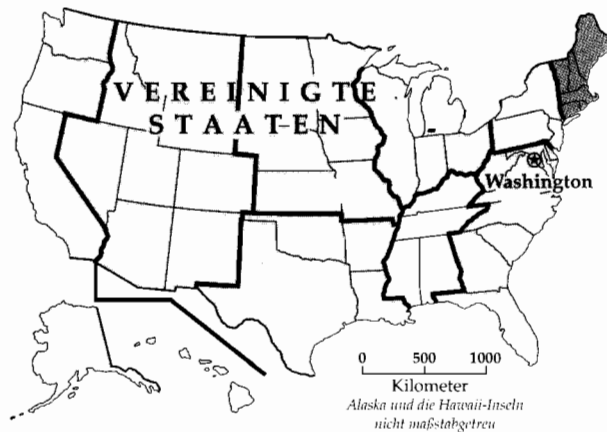 VEREINIGTE
STAATEN
Washington
0 500 1000
Kilometer
Alaska und die Hawaii-Inseln
nicht maßstabgetreu